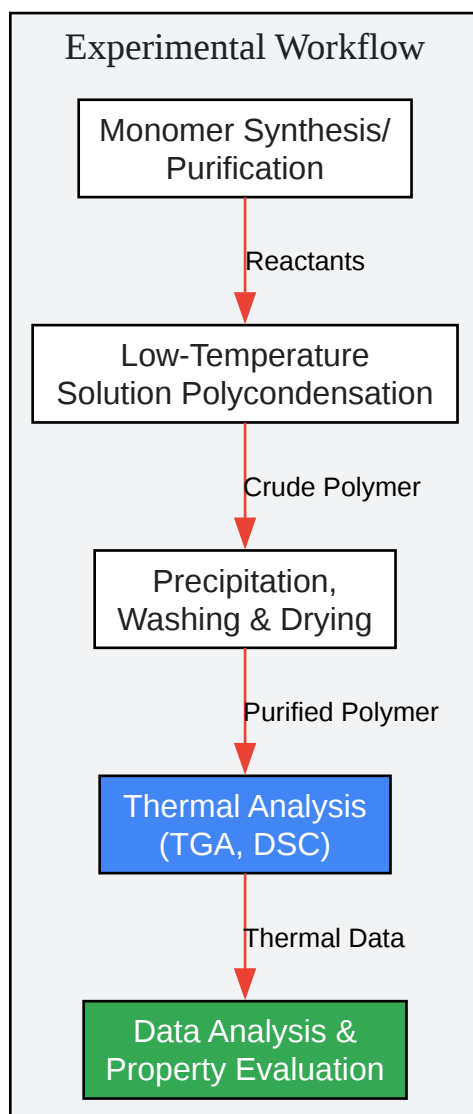 Experimental Workflow
Monomer Synthesis/
Purification
Reactants
Low-Temperature
Solution Polycondensation
Crude Polymer
Precipitation,
Washing & Drying
Purified Polymer
Thermal Analysis
(TGA, DSC)
Thermal Data
Data Analysis &
Property Evaluation